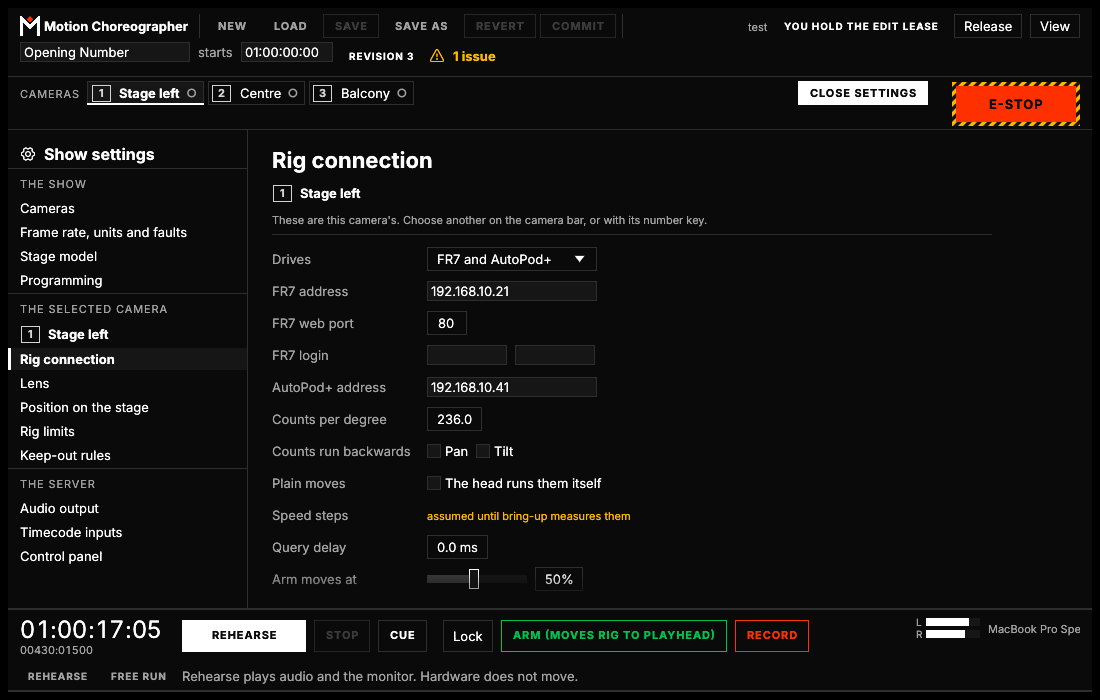 Motion Choreographer NEW LOAD SAVE SAVE AS REVERT COMMIT test YOU HOLD THE EDIT LEASE Release View
Opening Number starts 01:00:00:00 REVISION 3 1 issue
CAMERAS 1 Stage left 2 Centre 3 Balcony CLOSE SETTINGS E-STOP
Show settings
THE SHOW
Cameras
Frame rate, units and faults
Stage model
Programming
THE SELECTED CAMERA
1 Stage left
Rig connection
Lens
Position on the stage
Rig limits
Keep-out rules
THE SERVER
Audio output
Timecode inputs
Control panel
Rig connection
1 Stage left
These are this camera's. Choose another on the camera bar, or with its number key.
Drives FR7 and AutoPod+
FR7 address 192.168.10.21
FR7 web port 80
FR7 login
AutoPod+ address 192.168.10.41
Counts per degree 236.0
Counts run backwards Pan Tilt
Plain moves The head runs them itself
Speed steps assumed until bring-up measures them
Query delay 0.0 ms
Arm moves at 50%
01:00:17:05 REHEARSE STOP CUE Lock ARM (MOVES RIG TO PLAYHEAD) RECORD L R MacBook Pro Spe
00430:01500
REHEARSE FREE RUN Rehearse plays audio and the monitor. Hardware does not move.